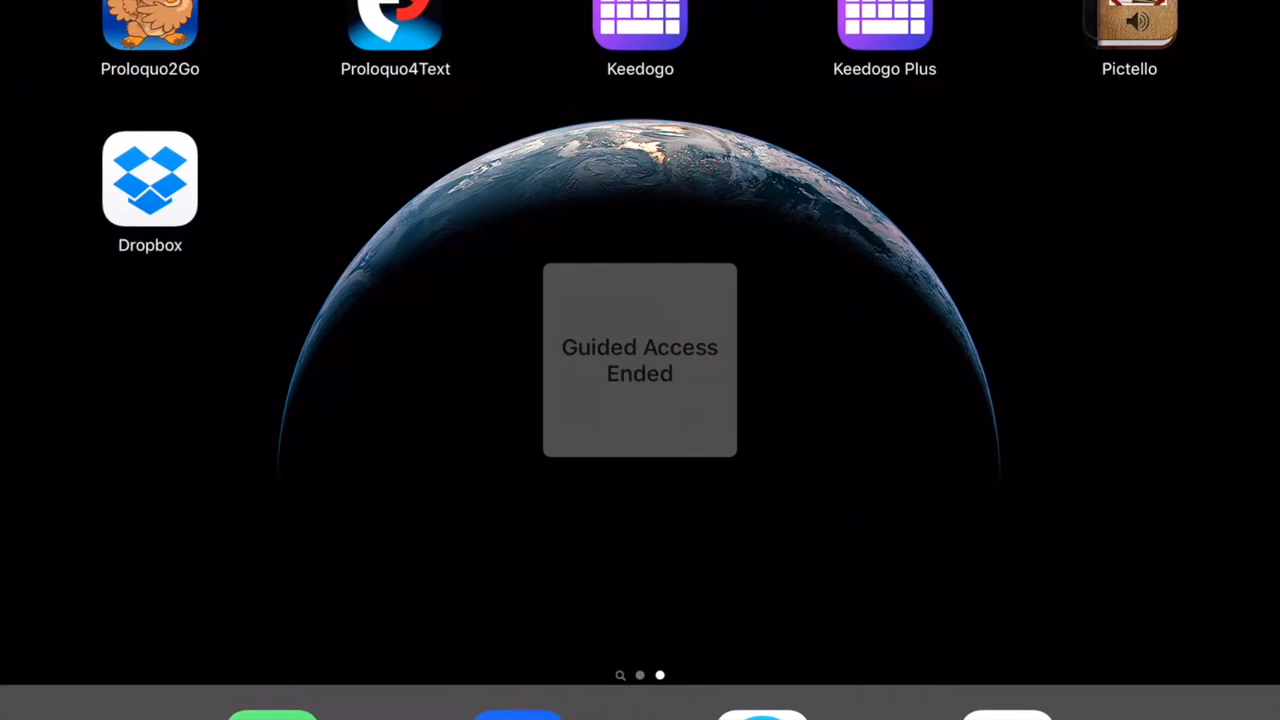 Proloquo2Go
Proloquo4Text
Keedogo
Keedogo Plus
Pictello
Dropbox
Guided Access
Ended